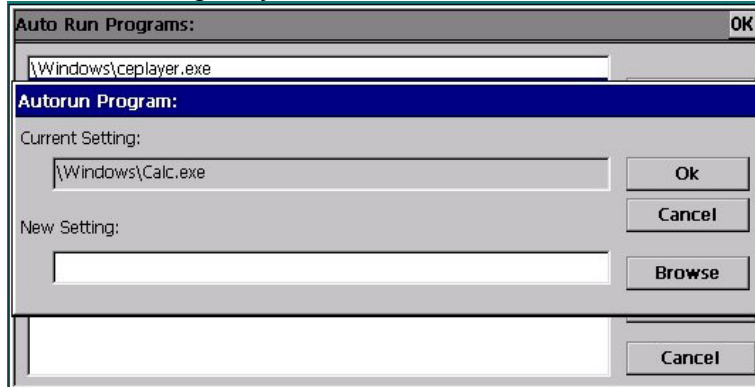 Auto Run Programs:
OK
\Windows\ceplayer.exe
Autorun Program:
Current Setting:
\Windows\Calc.exe
Ok
Cancel
New Setting:
Browse
Cancel